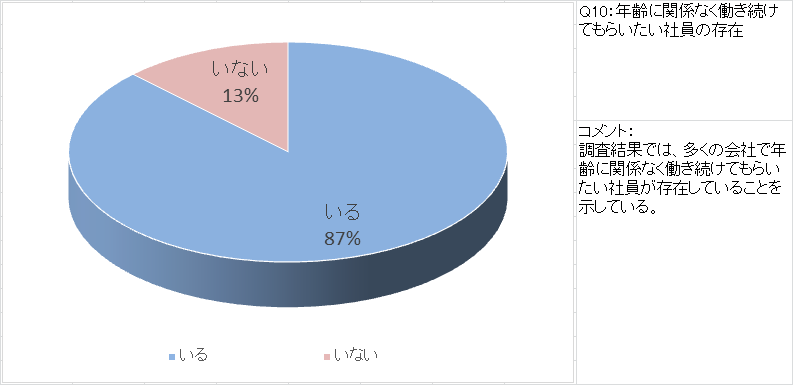 いない
13%
いる
87%
いる
いない
Q10：年齢に関係なく働き続け
てもらいたい社員の存在
コメント：
調査結果では、多くの会社で年
齢に関係なく働き続けてもらい
たい社員が存在していることを
示している。